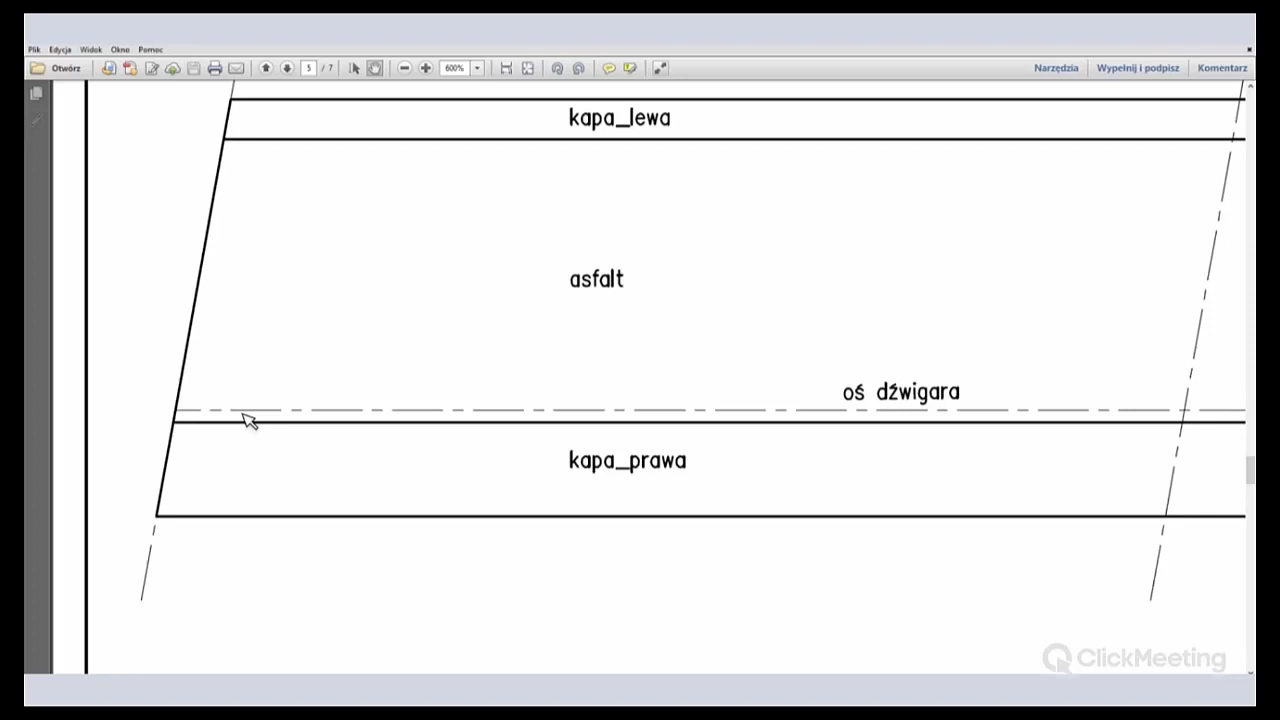 Plik Edycja Widok Okno Pomoc
Otwórz 5 / 7 600% Narzędzia Wypełnij i podpisz Komentarz
kapa_lewa
asfalt
oś dźwigara
kapa_prawa
ClickMeeting